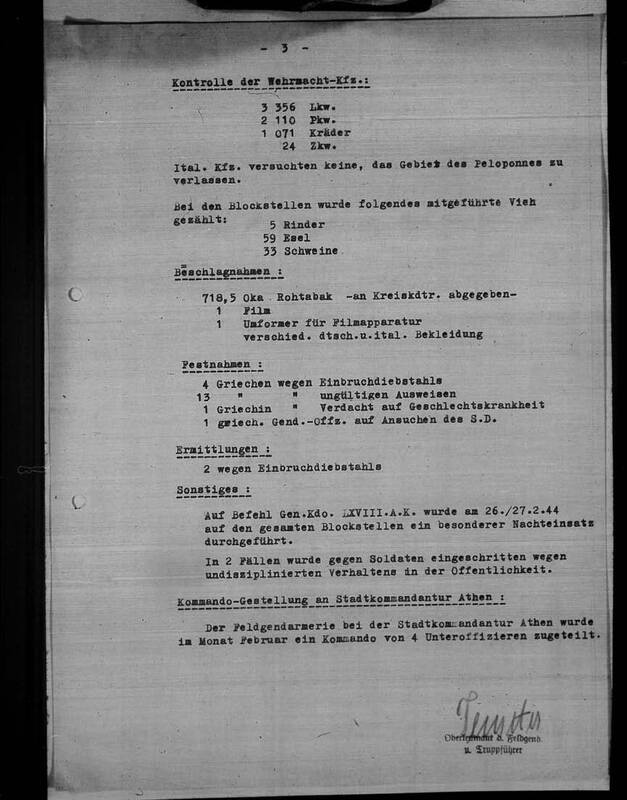 - 3 -
Kontrolle der Wehrmacht-Kfz.:
3 356 Lkw.
2 110 Pkw.
1 071 Kräder
24 Zkw.
Ital. Kfz. versuchten keine, das Gebiet des Peloponnes zu
verlassen.
Bei den Blockstellen wurde folgendes mitgeführte Vieh
gezählt:
5 Rinder
59 Esel
33 Schweine
Beschlagnahmen :
718,5 Oka Rohtabak -an Kreiskdtr. abgegeben-
1 Film
1 Umformer für Filmapparatur
verschied. dtsch.u.ital. Bekleidung
Festnahmen :
4 Griechen wegen Einbruchdiebstahls
13 " " ungültigen Ausweisen
1 Griechin " Verdacht auf Geschlechtskrankheit
1 griech. Gend.-Offz. auf Ansuchen des S.D.
Ermittlungen :
2 wegen Einbruchdiebstahls
Sonstiges :
Auf Befehl Gen.Kdo. LXVIII.A.K. wurde am 26./27.2.44
auf den gesamten Blockstellen ein besonderer Nachteinsatz
durchgeführt.
In 2 Fällen wurde gegen Soldaten eingeschritten wegen
undisziplinierten Verhaltens in der Öffentlichkeit.
Kommando-Gestellung an Stadtkommandantur Athen :
Der Feldgendarmerie bei der Stadtkommandantur Athen wurde
im Monat Februar ein Kommando von 4 Unteroffizieren zugeteilt.
Oberleutnant d. Feldgend.
u. Truppführer